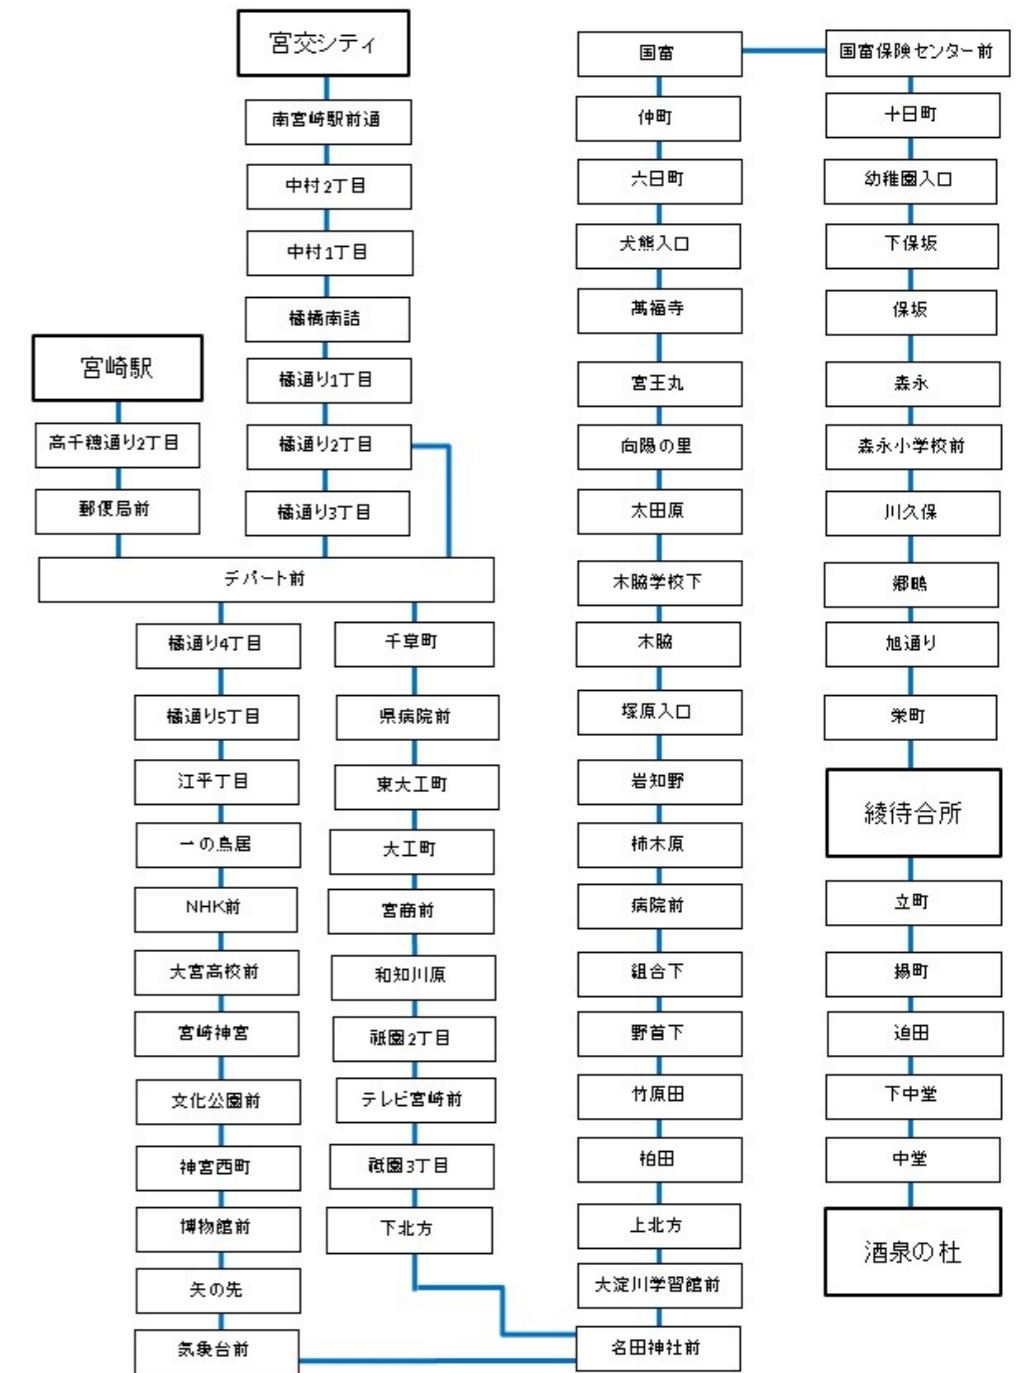 宮交シティ
南宮崎駅前通
中村2丁目
中村1丁目
橘橋南詰
橘通り1丁目
橘通り2丁目
橘通り3丁目
宮崎駅
高千穂通り2丁目
郵便局前
デパート前
橘通り4丁目
橘通り5丁目
江平丁目
一の鳥居
NHK前
大宮高校前
宮崎神宮
文化公園前
神宮西町
博物館前
矢の先
気象台前
千草町
県病院前
東大工町
大工町
宮商前
和知川原
祇園2丁目
テレビ宮崎前
祇園3丁目
下北方
国富
仲町
六日町
犬熊入口
萬福寺
宮王丸
向陽の里
太田原
木脇学校下
木脇
塚原入口
岩知野
柿木原
病院前
組合下
野首下
竹原田
柏田
上北方
大淀川学習館前
名田神社前
国富保険センター前
十日町
幼稚園入口
下保坂
保坂
森永
森永小学校前
川久保
郷鴫
旭通り
栄町
綾待合所
立町
揚町
迫田
下中堂
中堂
酒泉の杜